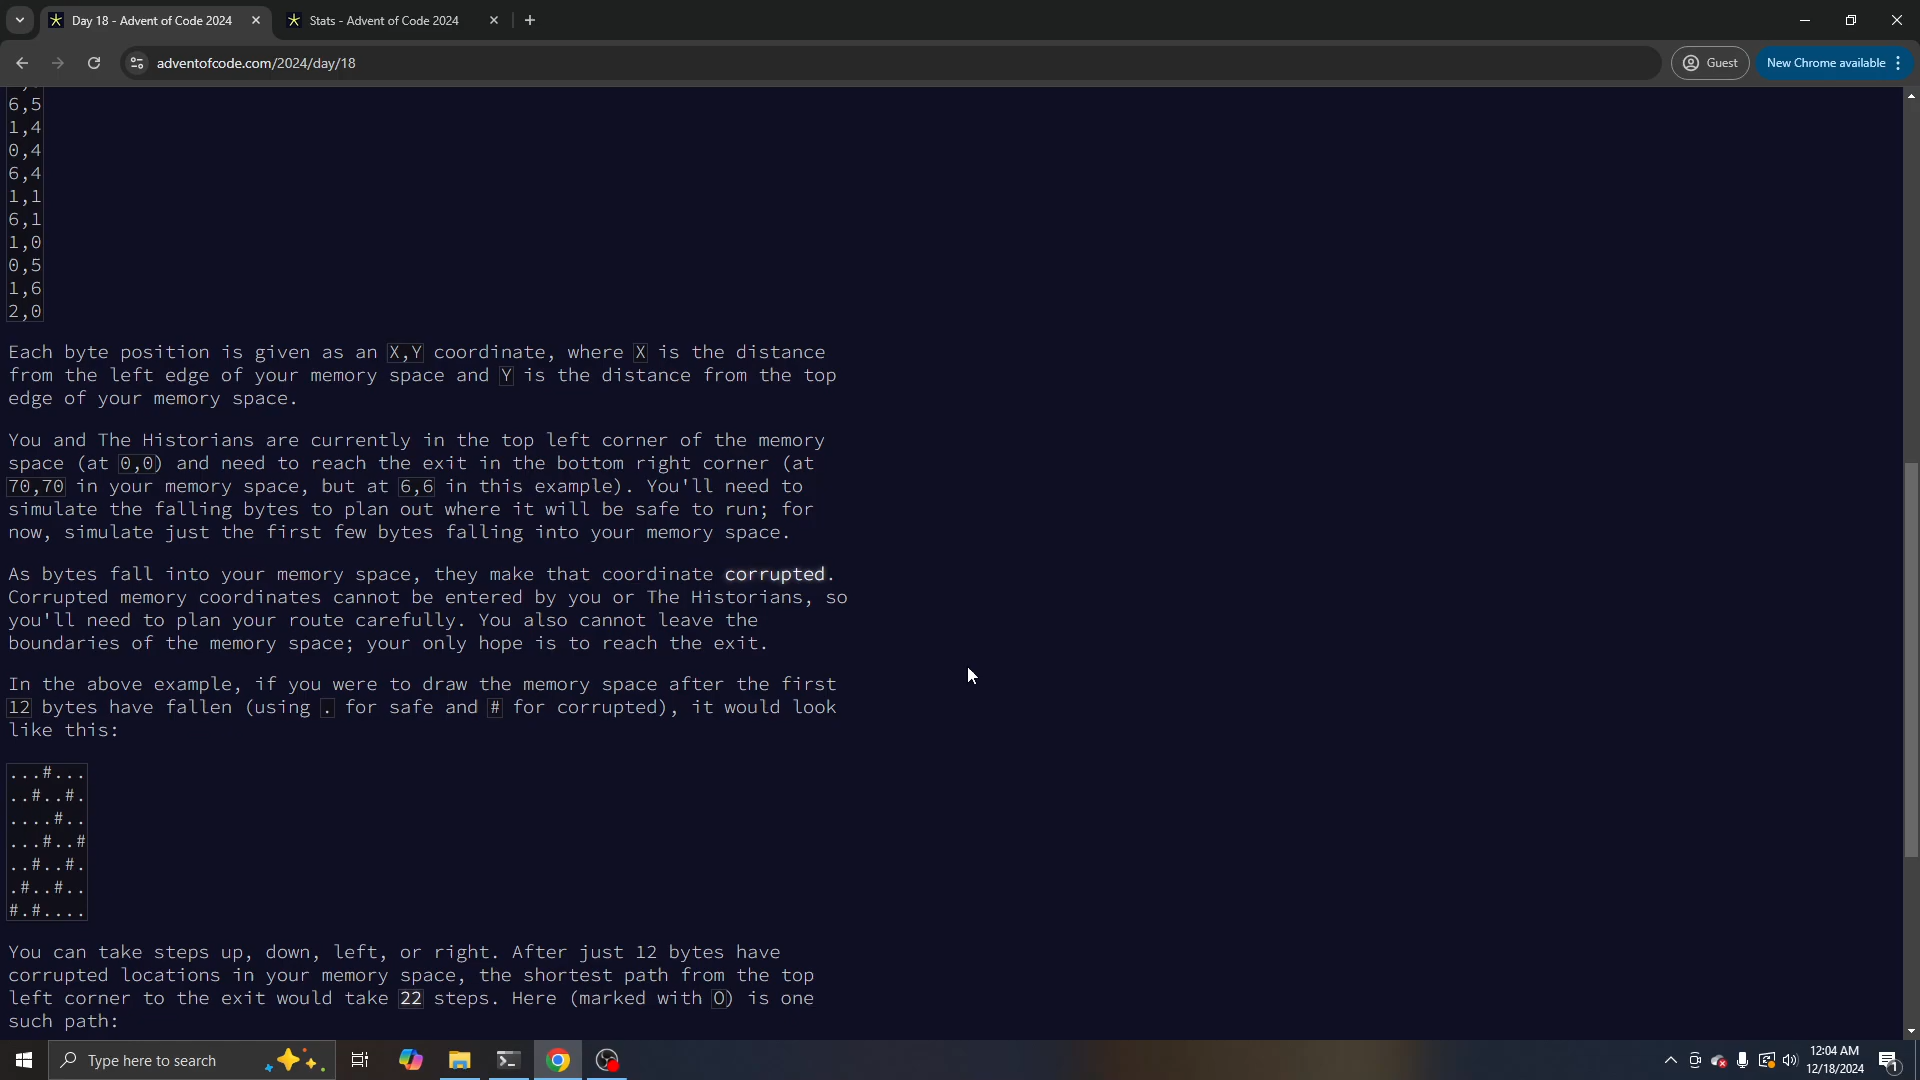 Day 18 - Advent of Code 2024
Stats - Advent of Code 2024
adventofcode.com/2024/day/18
Guest
New Chrome available
6,5
1,4
0,4
6,4
1,1
6,1
1,0
0,5
1,6
2,0
Each byte position is given as an X,Y coordinate, where X is the distance
from the left edge of your memory space and Y is the distance from the top
edge of your memory space.
You and The Historians are currently in the top left corner of the memory
space (at 0,0) and need to reach the exit in the bottom right corner (at
70,70 in your memory space, but at 6,6 in this example). You'll need to
simulate the falling bytes to plan out where it will be safe to run; for
now, simulate just the first few bytes falling into your memory space.
As bytes fall into your memory space, they make that coordinate corrupted.
Corrupted memory coordinates cannot be entered by you or The Historians, so
you'll need to plan your route carefully. You also cannot leave the
boundaries of the memory space; your only hope is to reach the exit.
In the above example, if you were to draw the memory space after the first
12 bytes have fallen (using . for safe and # for corrupted), it would look
like this:
...#...
..#..#.
....#..
...#..#
..#..#.
.#..#..
#.#....
You can take steps up, down, left, or right. After just 12 bytes have
corrupted locations in your memory space, the shortest path from the top
left corner to the exit would take 22 steps. Here (marked with O) is one
such path:
Type here to search
12:04 AM
12/18/2024
1